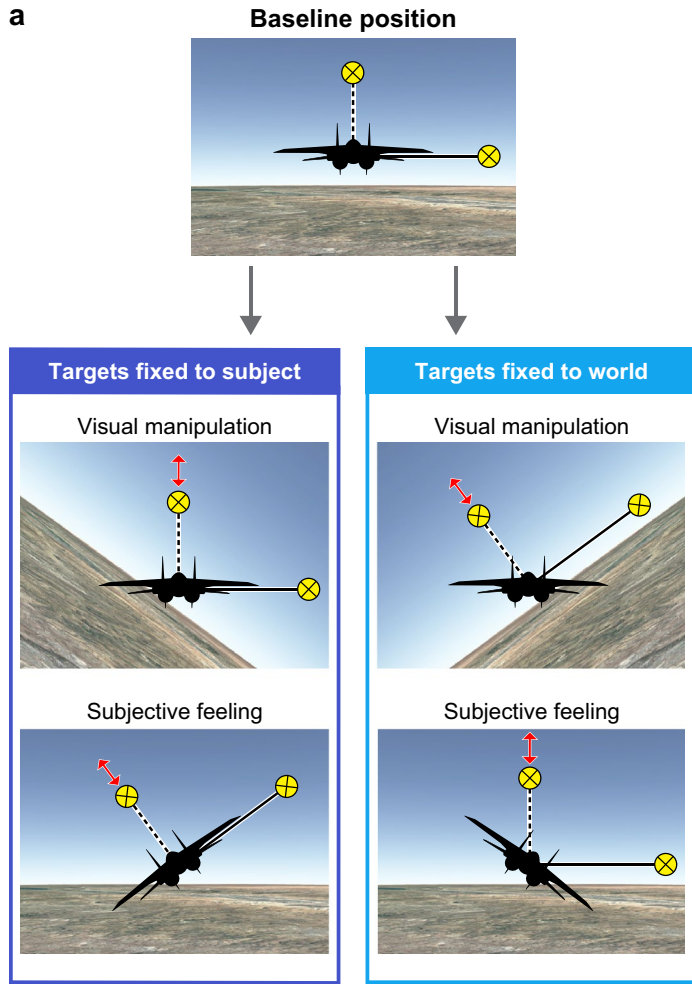 a
Baseline position
Targets fixed to subject
Targets fixed to world
Visual manipulation
Visual manipulation
Subjective feeling
Subjective feeling